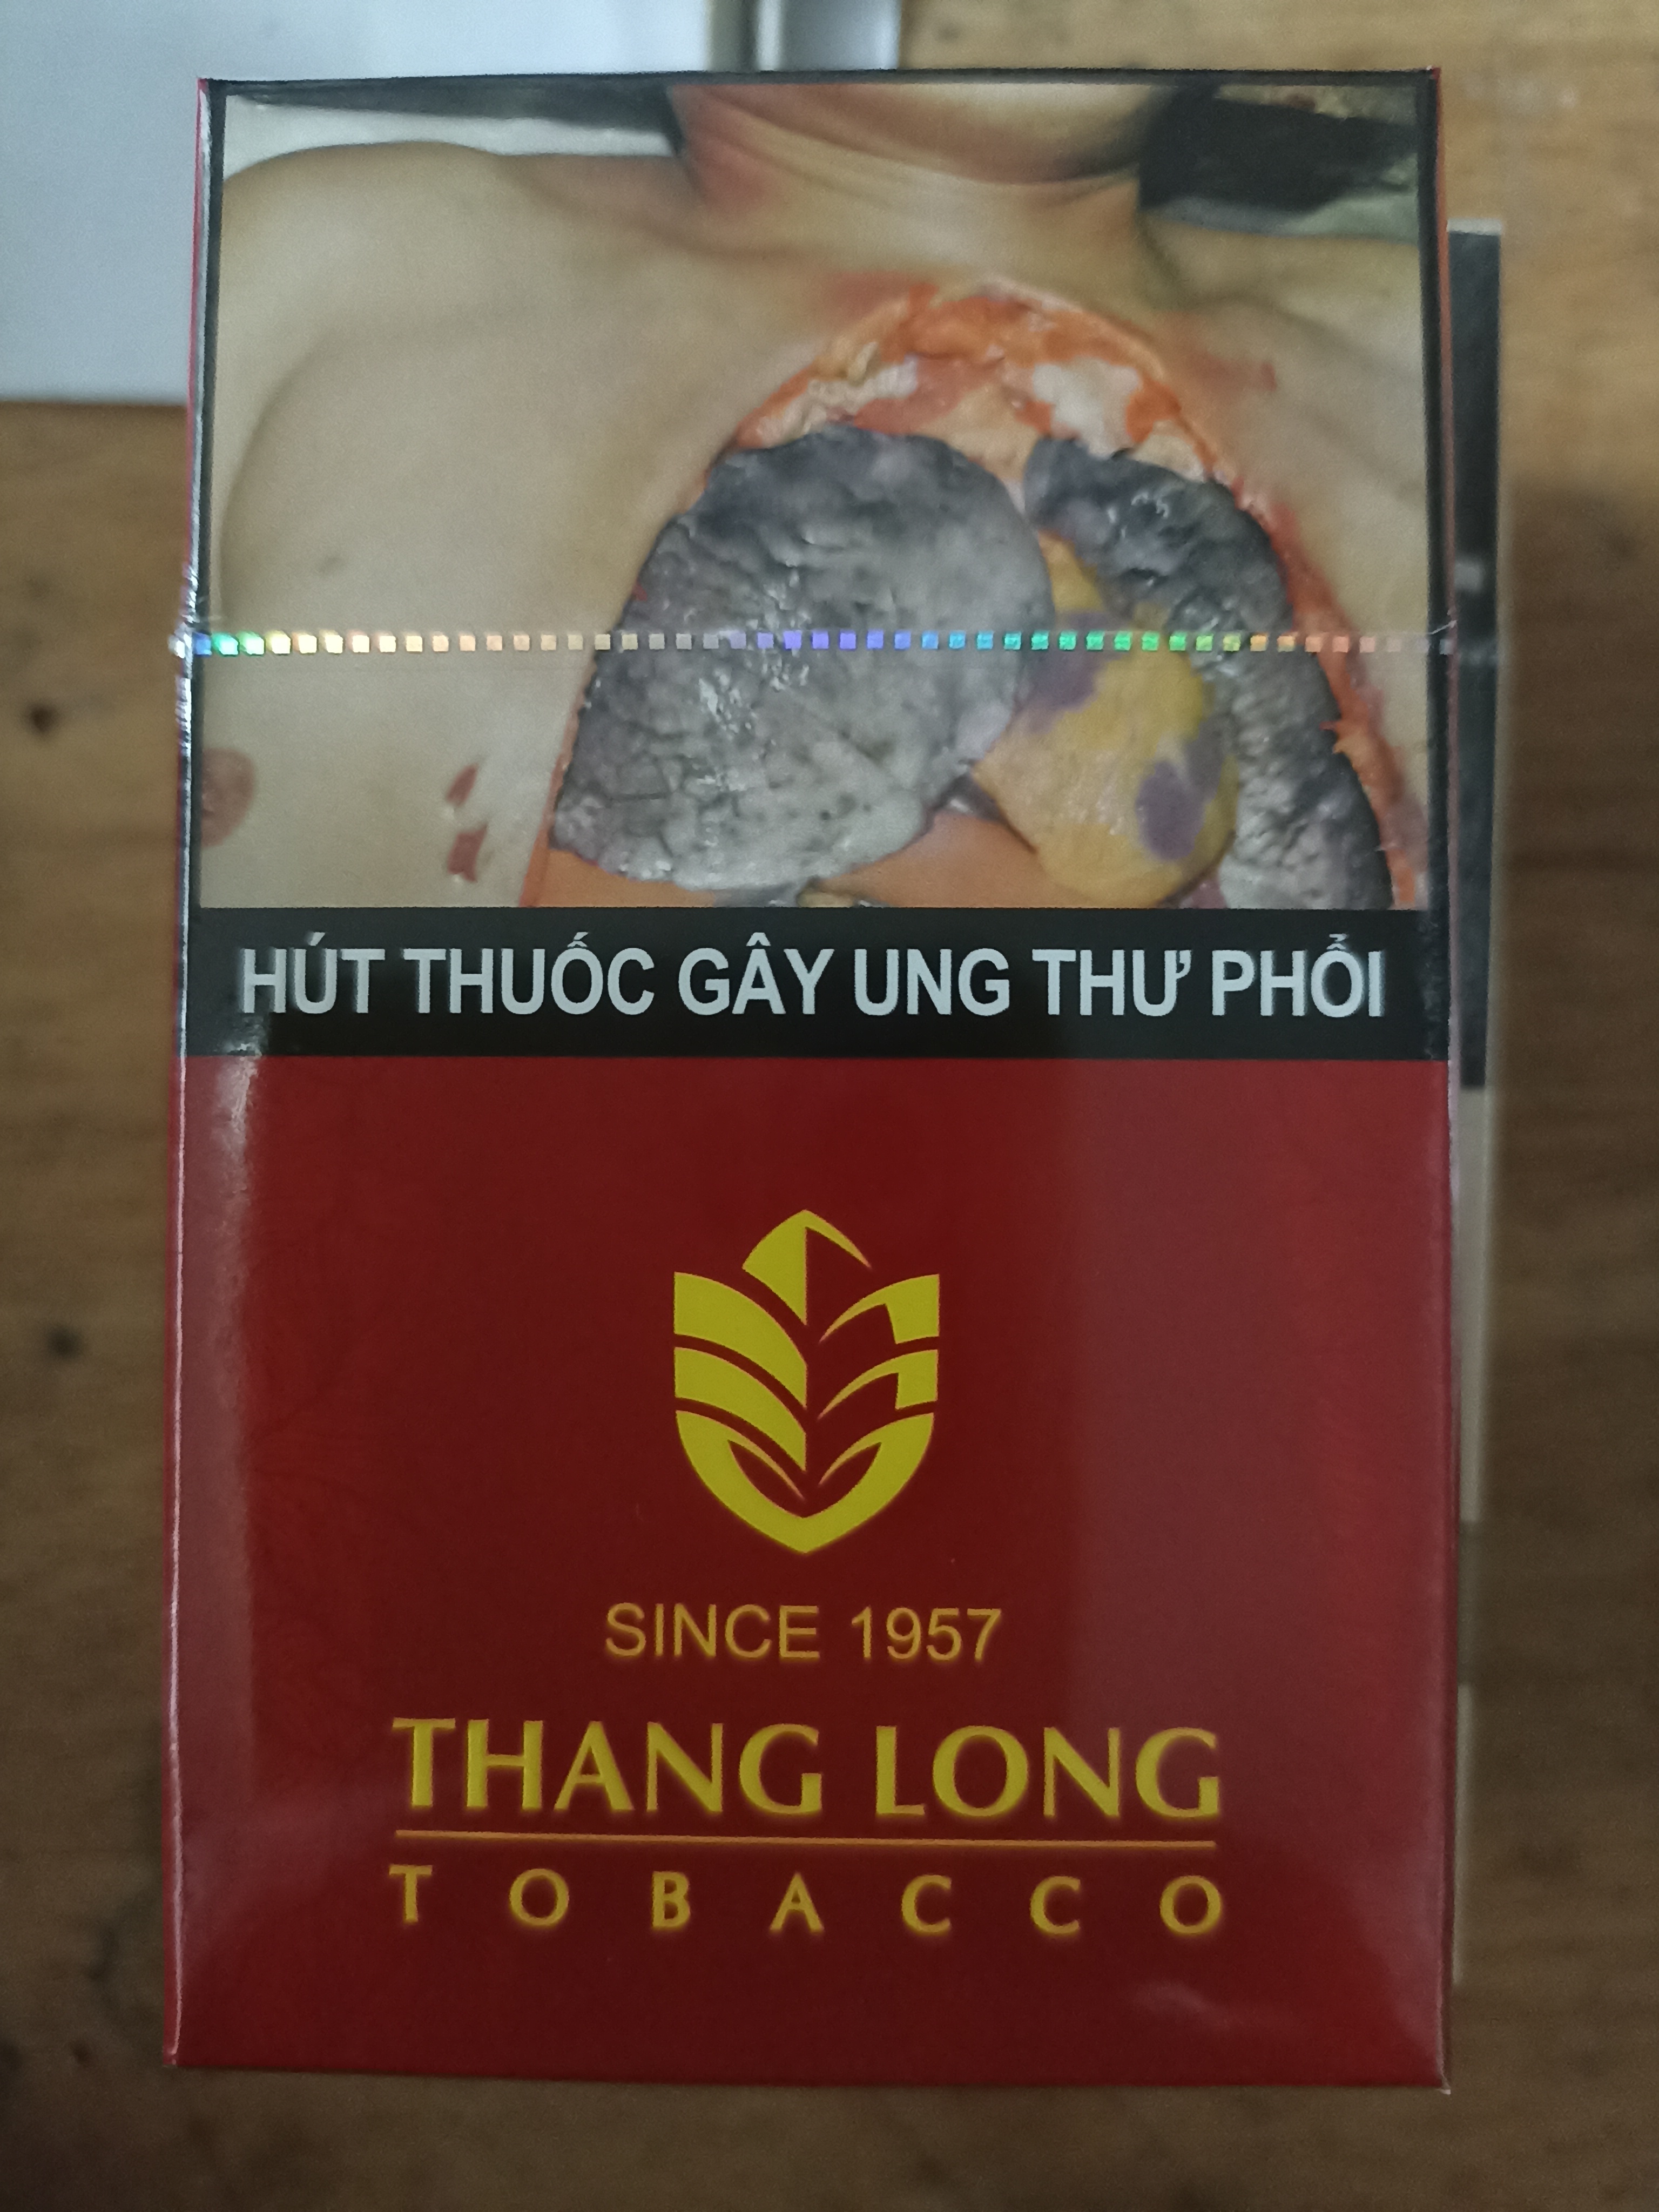 HÚT THUỐC GÂY UNG THƯ PHỔI
SINCE 1957
THANG LONG
TOBACCO